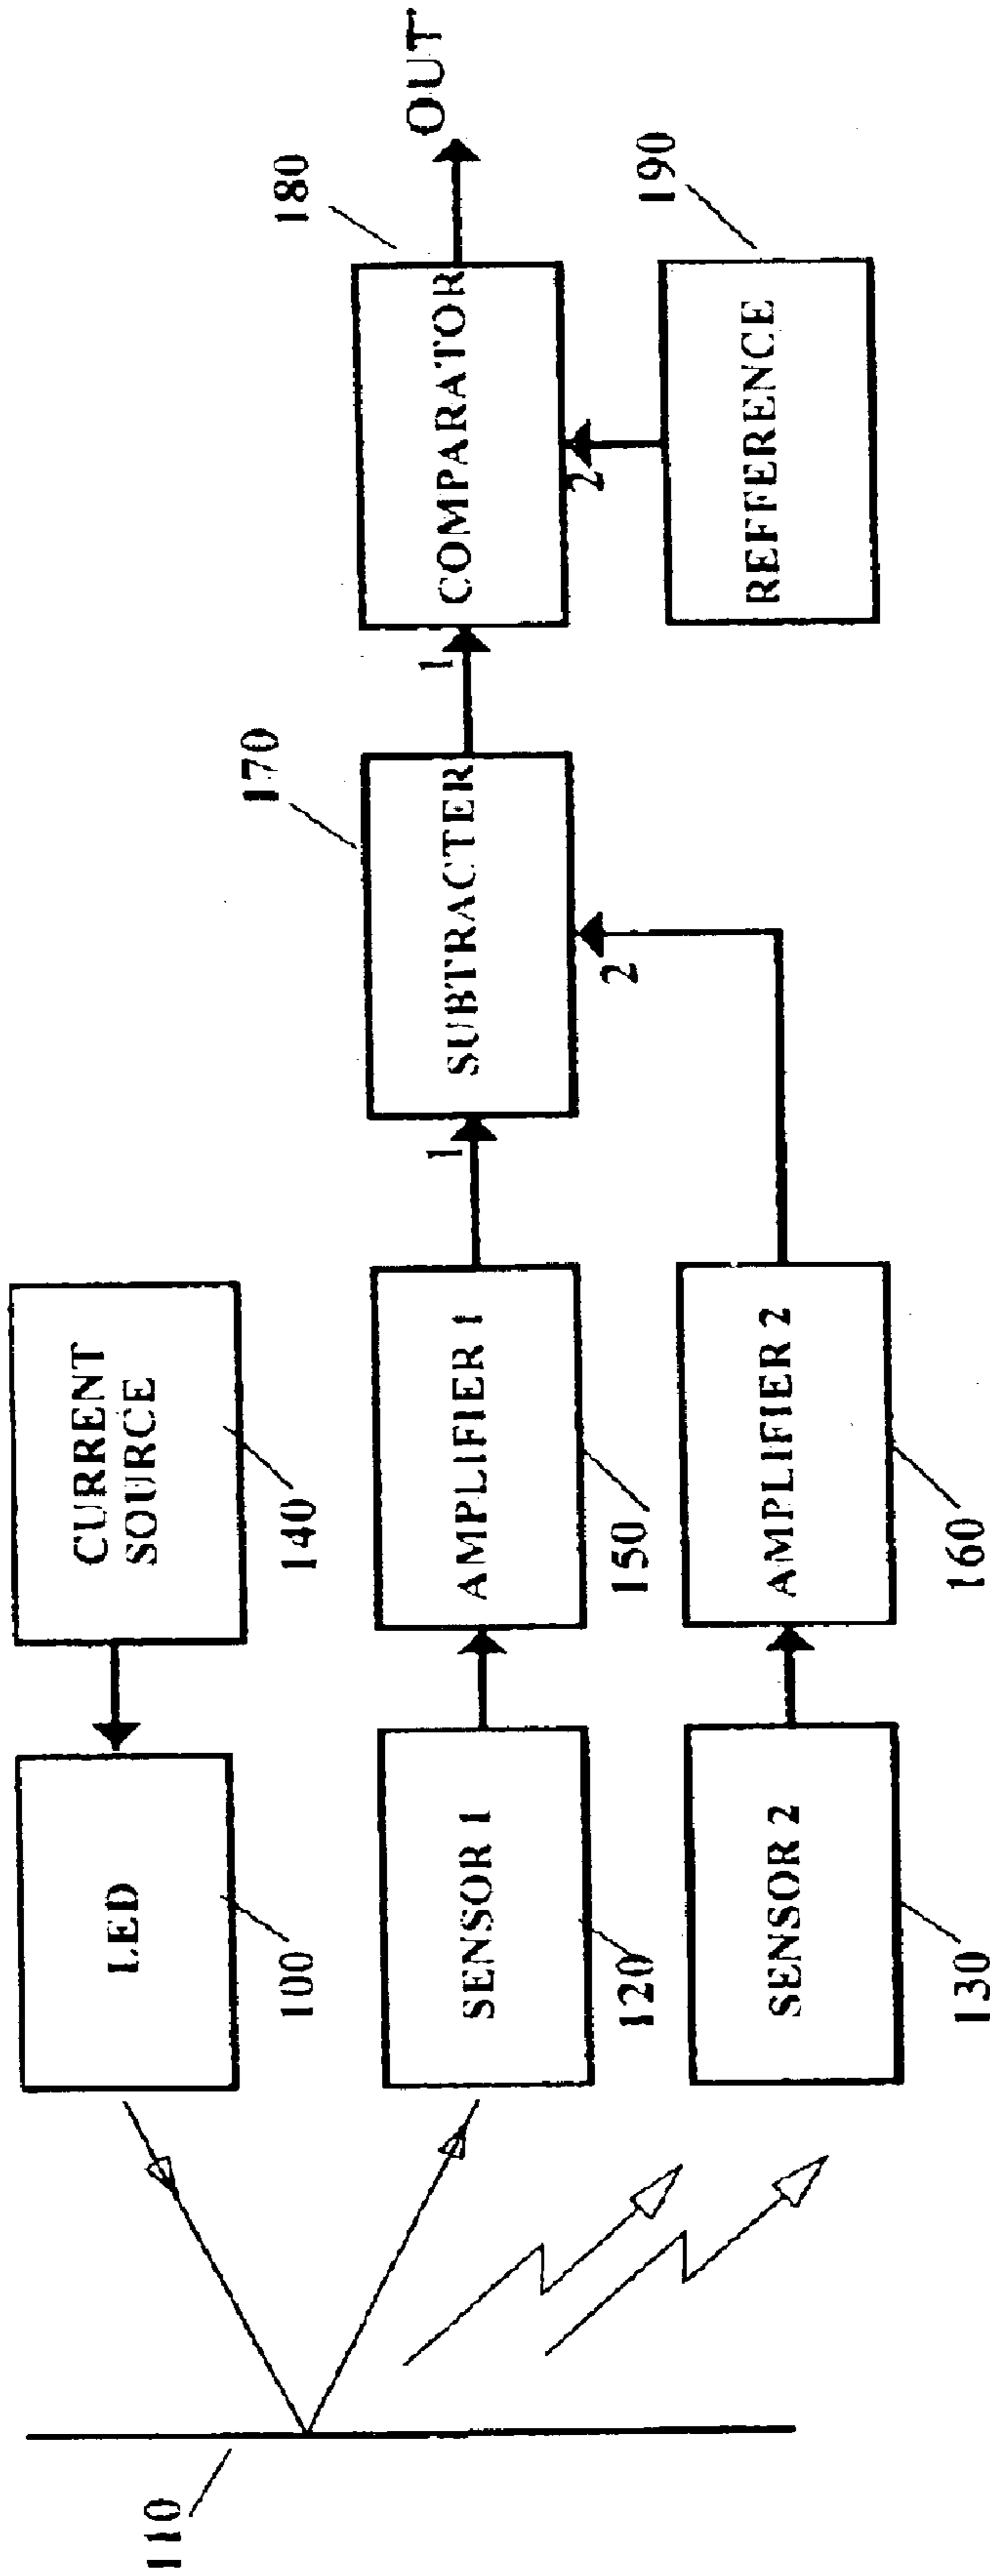 110
LED
100
CURRENT
SOURCE
140
SENSOR 1
120
AMPLIFIER 1
150
SENSOR 2
130
AMPLIFIER 2
160
1
2
SUBTRACTER
170
1
2
COMPARATOR
180
REFFERENCE
190
OUT